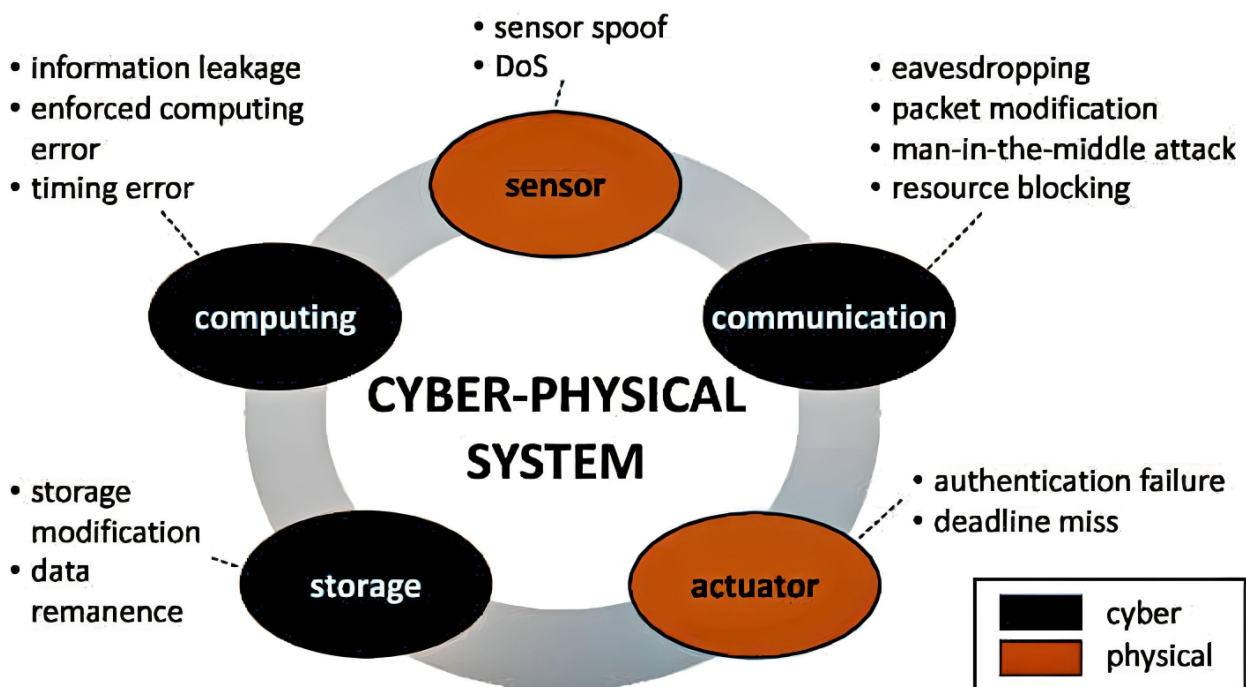 • sensor spoof
• DoS
• information leakage
• enforced computing
error
• timing error
• eavesdropping
• packet modification
• man-in-the-middle attack
• resource blocking
sensor
computing
communication
CYBER-PHYSICAL
SYSTEM
• storage
modification
• data
remanence
• authentication failure
• deadline miss
storage
actuator
cyber
physical